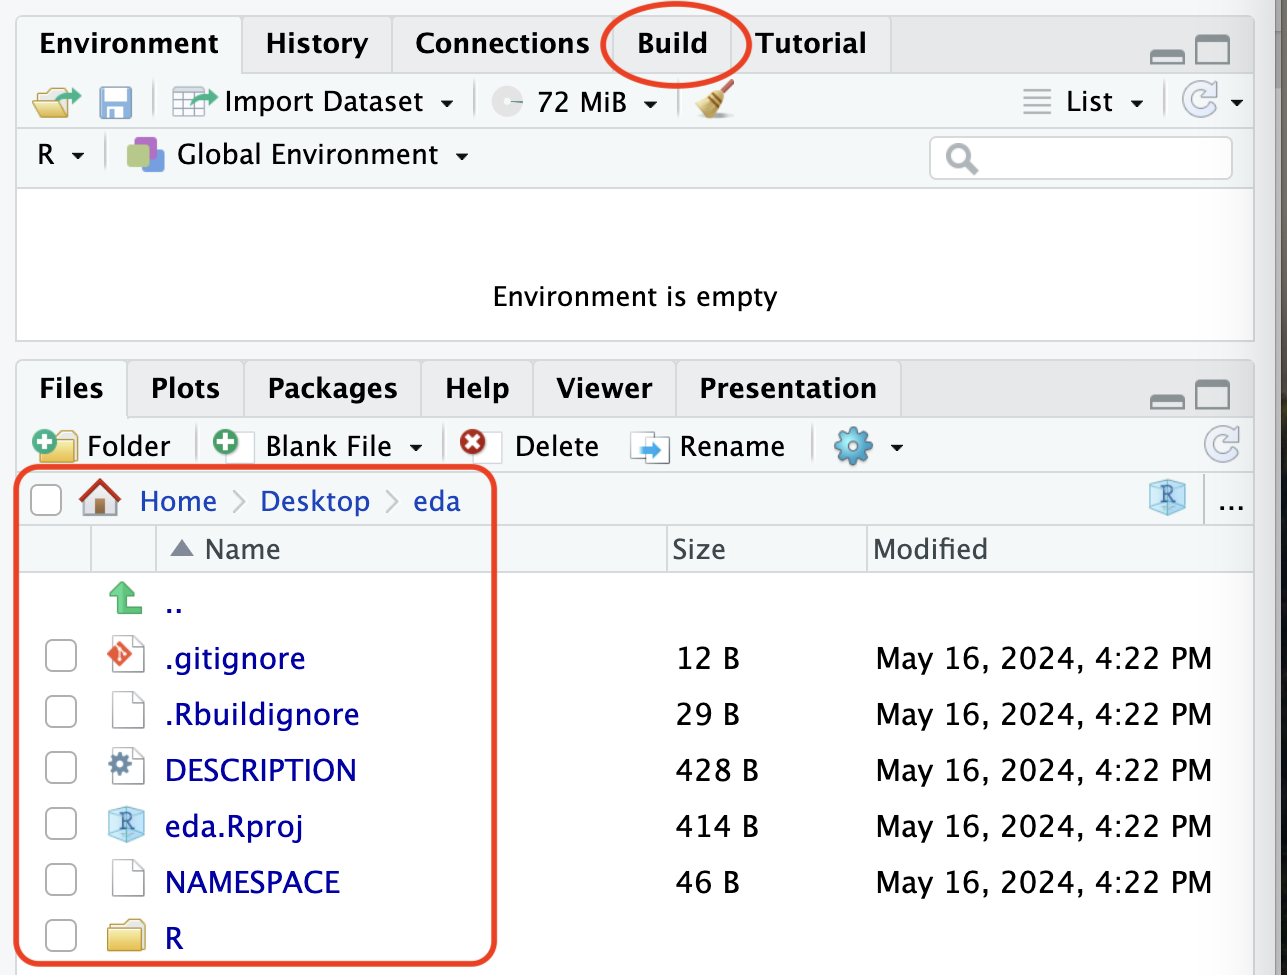 Environment History Connections Build Tutorial
Import Dataset 72 MiB List
R Global Environment
Environment is empty
Files Plots Packages Help Viewer Presentation
Folder Blank File Delete Rename
Home Desktop eda R ...
Name Size Modified
..
.gitignore 12 B May 16, 2024, 4:22 PM
.Rbuildignore 29 B May 16, 2024, 4:22 PM
DESCRIPTION 428 B May 16, 2024, 4:22 PM
R eda.Rproj 414 B May 16, 2024, 4:22 PM
NAMESPACE 46 B May 16, 2024, 4:22 PM
R